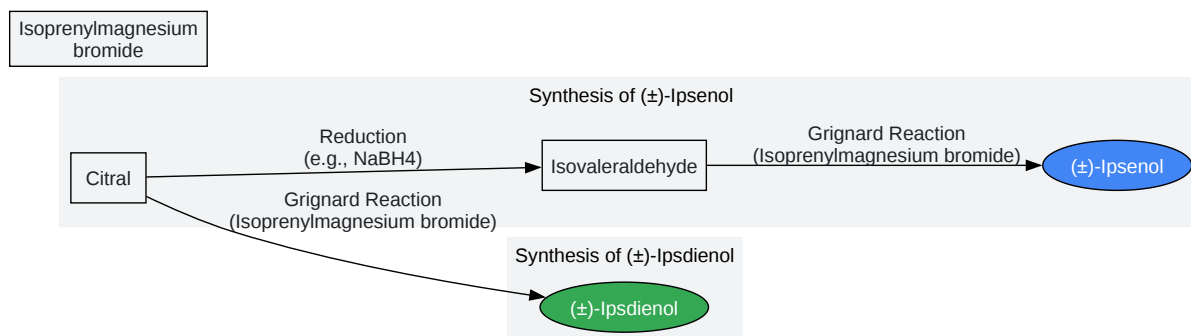 Isoprenylmagnesium
bromide
Synthesis of (±)-Ipsenol
Citral
Reduction
(e.g., NaBH4)
Isovaleraldehyde
Grignard Reaction
(Isoprenylmagnesium bromide)
(±)-Ipsenol
Grignard Reaction
(Isoprenylmagnesium bromide)
Synthesis of (±)-Ipsdienol
(±)-Ipsdienol